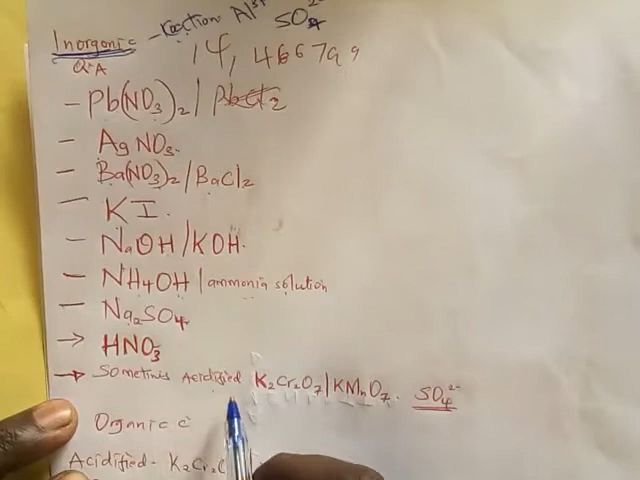 Inorganic - Reaction Al³⁺ SO₄²⁻
Q.A 14, 4667
- Pb(NO₃)₂ / PbCl₂
- AgNO₃.
- Ba(NO₃)₂ / BaCl₂
- KI.
- NaOH / KOH.
- NH₄OH / ammonia solution
- Na₂SO₄
→ HNO₃
→ Sometimes Acidified K₂Cr₂O₇ / KMnO₇. SO₄²⁻
Organic c
Acidified - K₂Cr₂